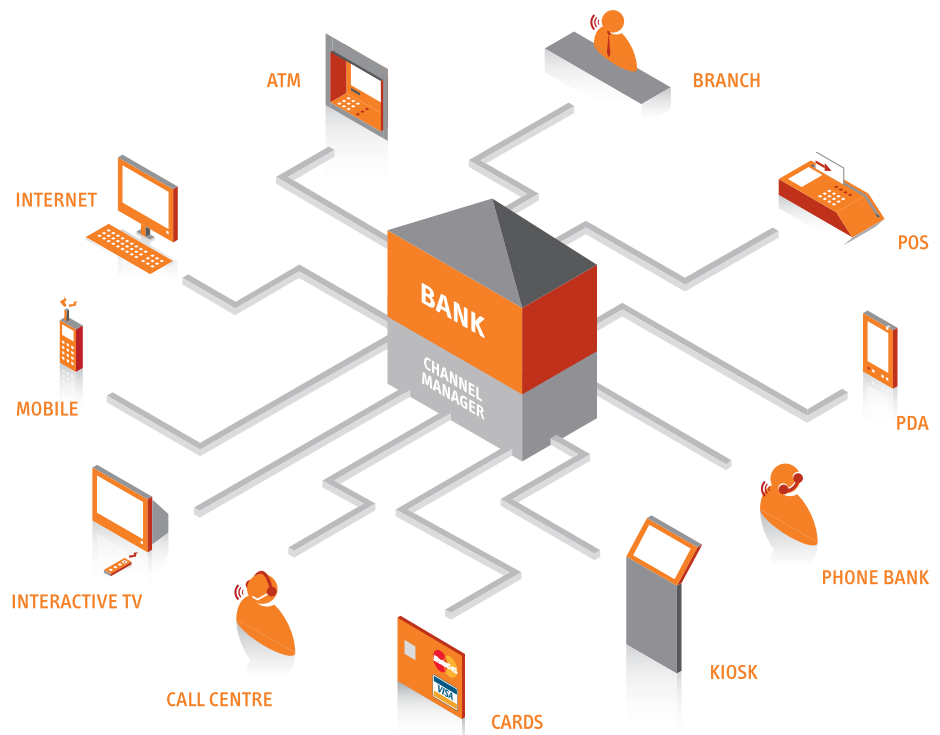 ATM
BRANCH
INTERNET
POS
BANK
CHANNEL
MANAGER
MOBILE
PDA
PHONE BANK
INTERACTIVE TV
KIOSK
CALL CENTRE
VISA
CARDS